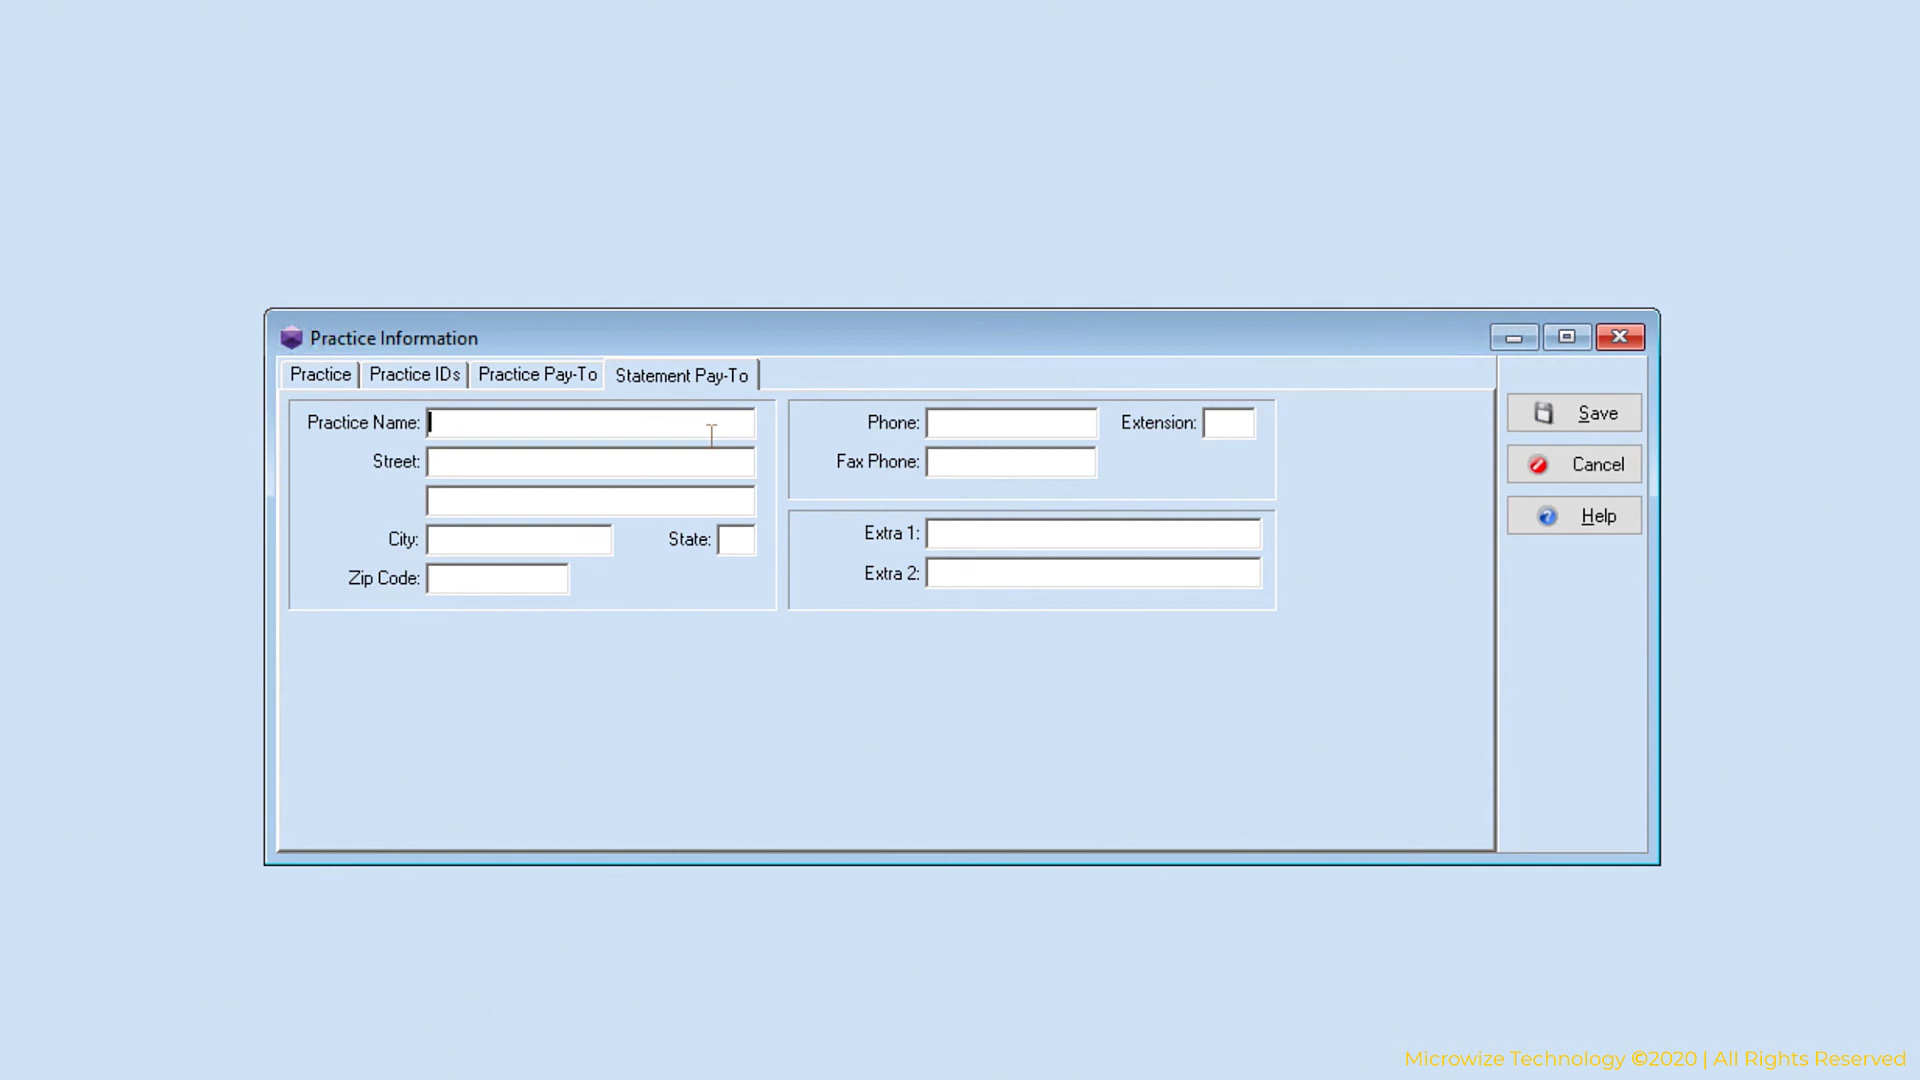 Practice Information
Practice Practice IDs Practice Pay-To Statement Pay-To
Practice Name:
Street:
City: State:
Zip Code:
Phone: Extension:
Fax Phone:
Extra 1:
Extra 2:
Save
Cancel
Help
Microwize Technology ©2020 | All Rights Reserved